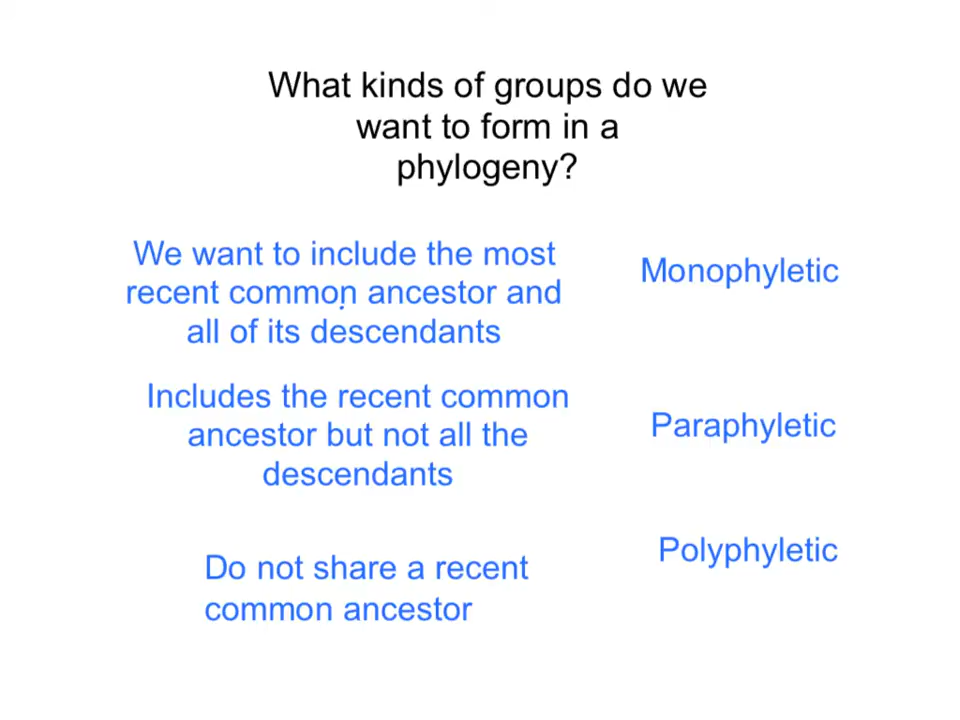 What kinds of groups do we
want to form in a
phylogeny?
We want to include the most
recent common ancestor and
all of its descendants
Monophyletic
Includes the recent common
ancestor but not all the
descendants
Paraphyletic
Do not share a recent
common ancestor
Polyphyletic